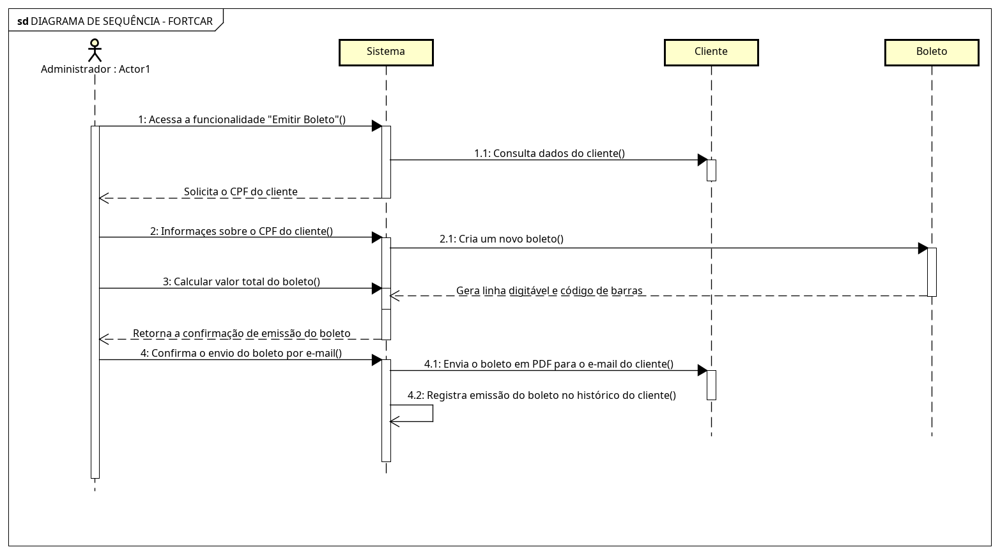 sd DIAGRAMA DE SEQUÊNCIA - FORTCAR
Administrador : Actor1
Sistema
Cliente
Boleto
1: Acessa a funcionalidade "Emitir Boleto"()
1.1: Consulta dados do cliente()
Solicita o CPF do cliente
2: Informaçes sobre o CPF do cliente()
2.1: Cria um novo boleto()
3: Calcular valor total do boleto()
Gera linha digitável e código de barras
Retorna a confirmação de emissão do boleto
4: Confirma o envio do boleto por e-mail()
4.1: Envia o boleto em PDF para o e-mail do cliente()
4.2: Registra emissão do boleto no histórico do cliente()